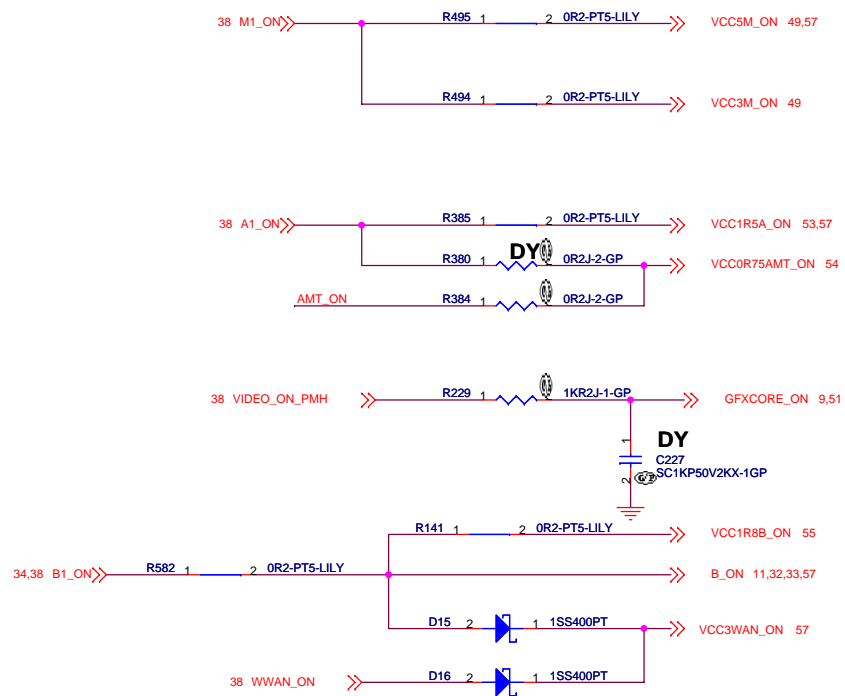 38 M1_ON R495 1 2 0R2-PT5-LILY VCC5M_ON 49,57
R494 1 2 0R2-PT5-LILY VCC3M_ON 49
38 A1_ON R385 1 2 0R2-PT5-LILY VCC1R5A_ON 53,57
DY
R380 1 2 0R2J-2-GP VCC0R75AMT_ON 54
AMT_ON R384 1 2 0R2J-2-GP
38 VIDEO_ON_PMH R229 1 2 1KR2J-1-GP GFXCORE_ON 9,51
1 DY
C227
2 G/P SC1KP50V2KX-1GP
R141 1 2 0R2-PT5-LILY VCC1R8B_ON 55
34,38 B1_ON R582 1 2 0R2-PT5-LILY B_ON 11,32,33,57
D15 2 1 1SS400PT VCC3WAN_ON 57
38 WWAN_ON D16 2 1 1SS400PT